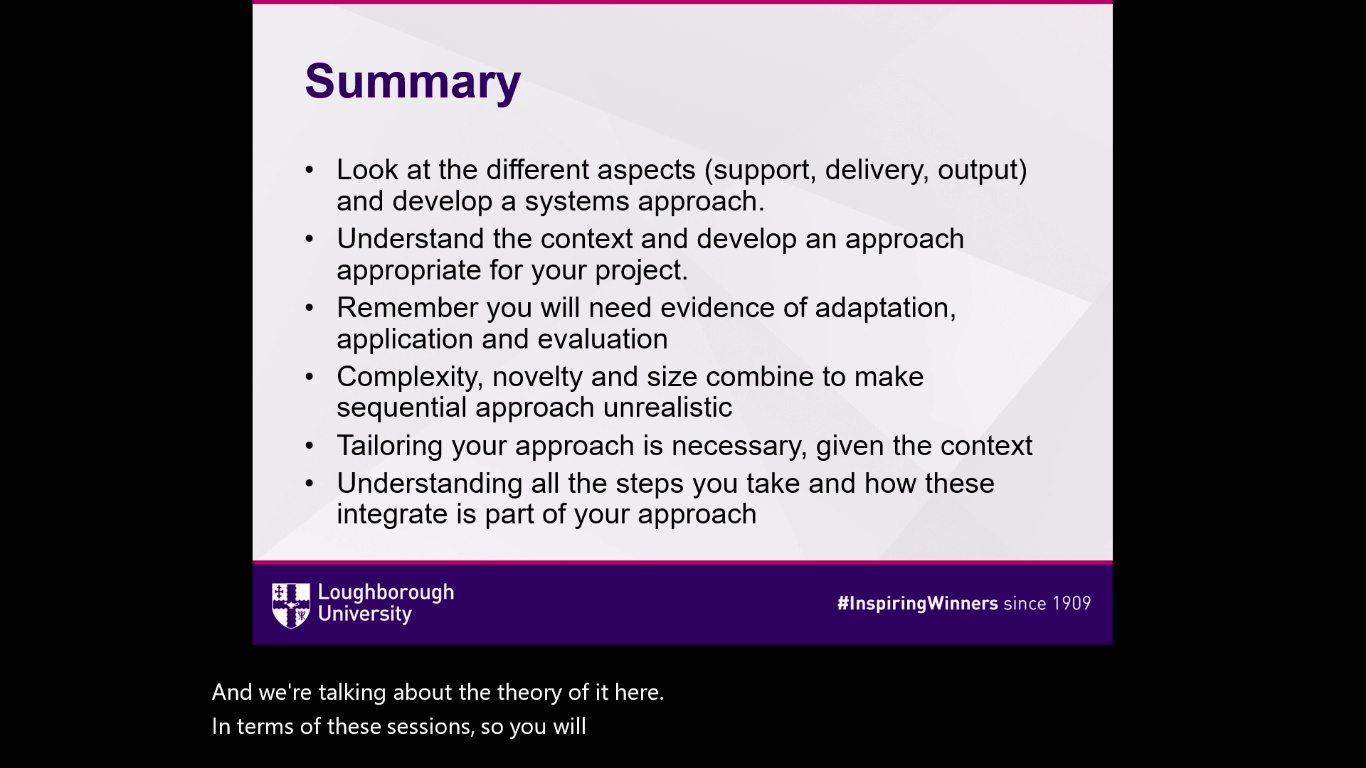 Summary
• Look at the different aspects (support, delivery, output)
and develop a systems approach.
• Understand the context and develop an approach
appropriate for your project.
• Remember you will need evidence of adaptation,
application and evaluation
• Complexity, novelty and size combine to make
sequential approach unrealistic
• Tailoring your approach is necessary, given the context
• Understanding all the steps you take and how these
integrate is part of your approach
Loughborough
University
#InspiringWinners since 1909
And we're talking about the theory of it here.
In terms of these sessions, so you will